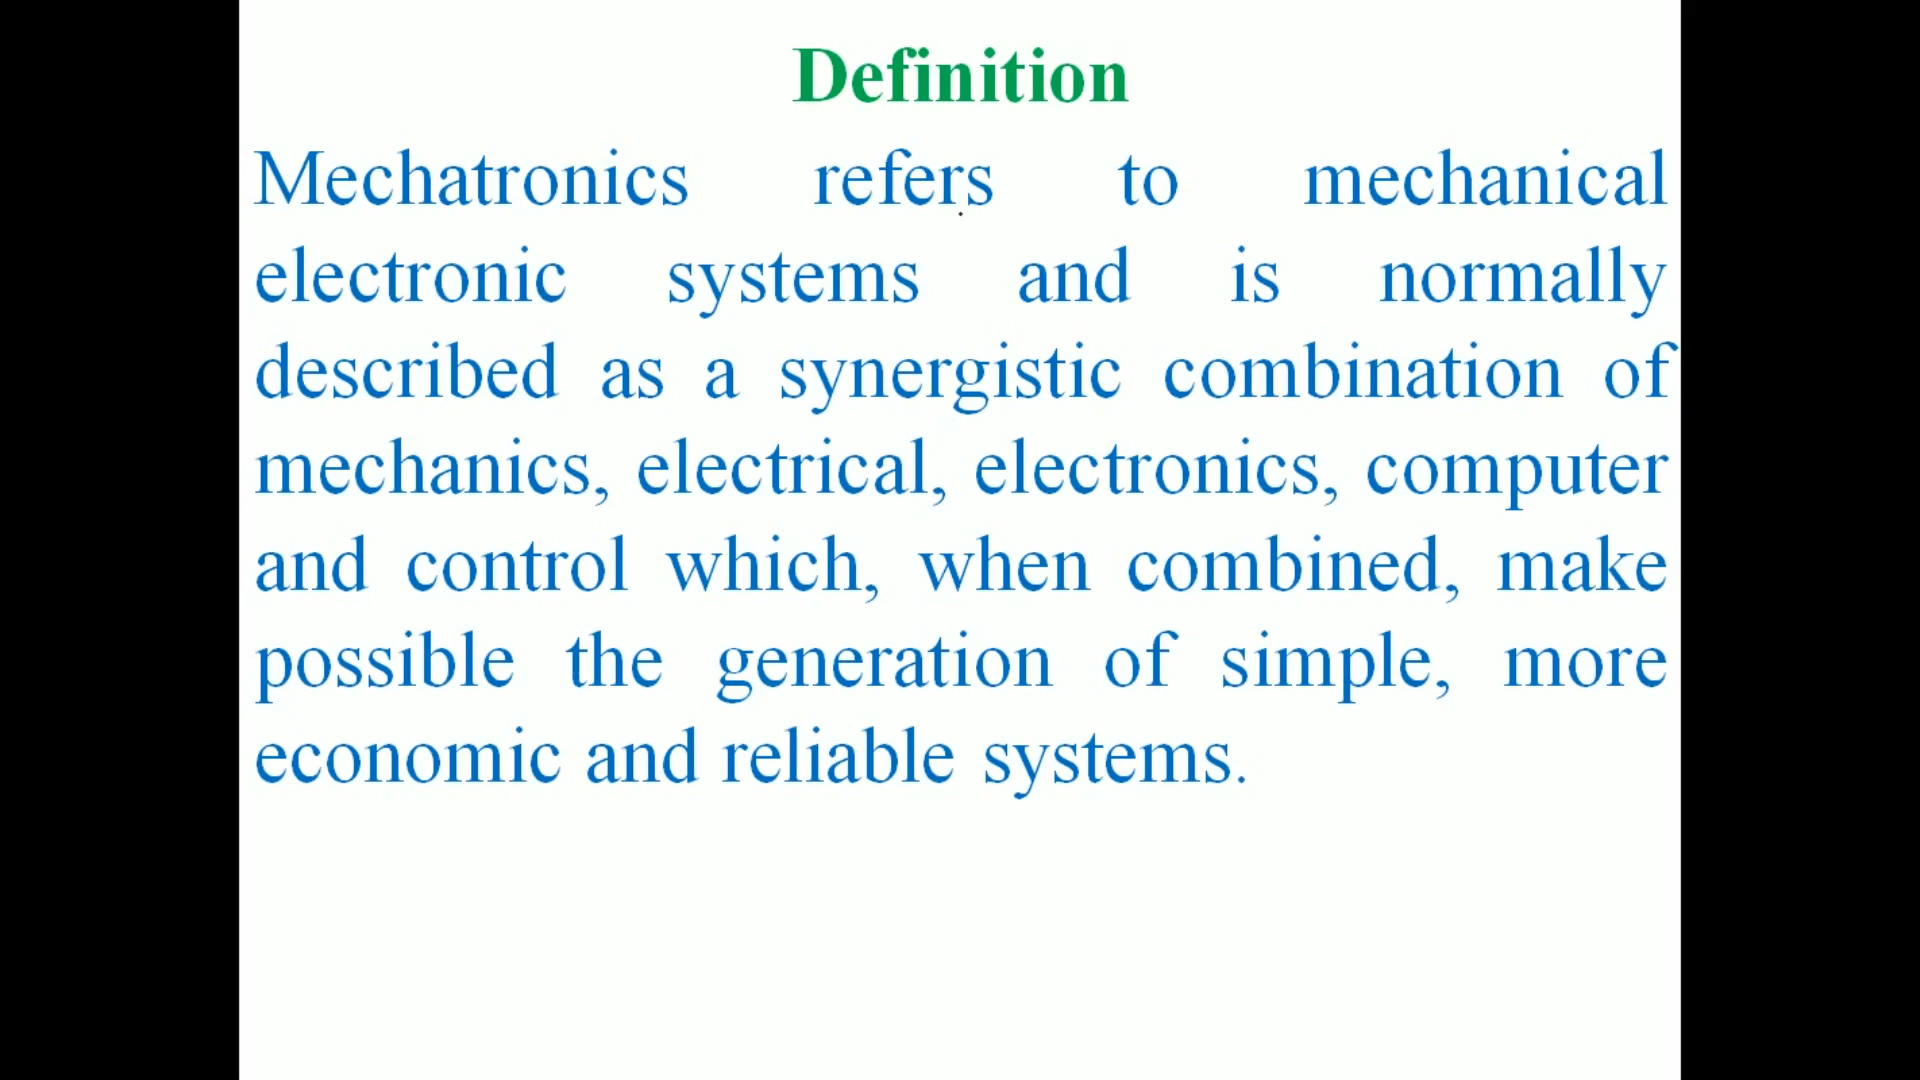 Definition
Mechatronics refers to mechanical
electronic systems and is normally
described as a synergistic combination of
mechanics, electrical, electronics, computer
and control which, when combined, make
possible the generation of simple, more
economic and reliable systems.